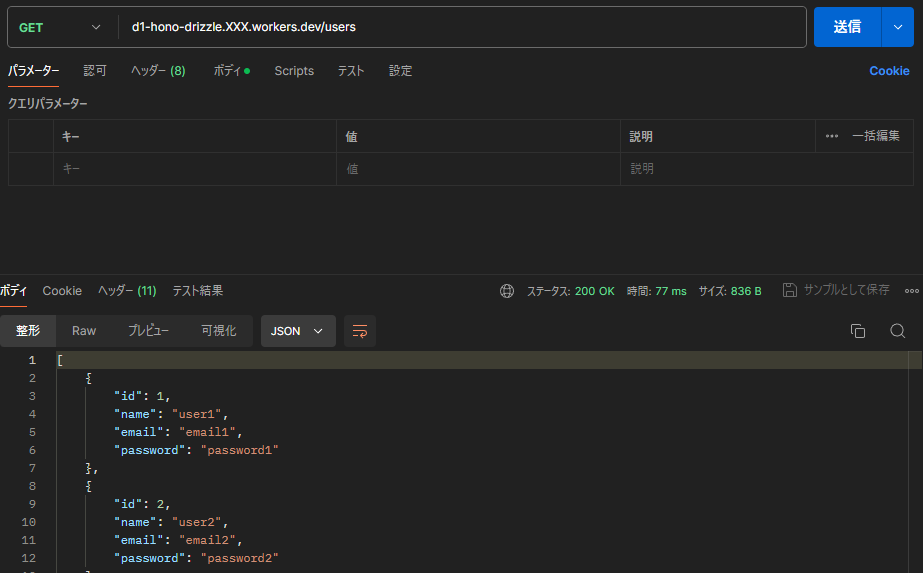 GET d1-hono-drizzle.XXX.workers.dev/users 送信
パラメーター 認可 ヘッダー (8) ボディ Scripts テスト 設定 Cookie
クエリパラメーター
キー 値 説明 ••• 一括編集
キー 値 説明
ボディ Cookie ヘッダー (11) テスト結果 ステータス: 200 OK 時間: 77 ms サイズ: 836 B サンプルとして保存
整形 Raw プレビュー 可視化 JSON
1 [
2 {
3 "id": 1,
4 "name": "user1",
5 "email": "email1",
6 "password": "password1"
7 },
8 {
9 "id": 2,
10 "name": "user2",
11 "email": "email2",
12 "password": "password2"